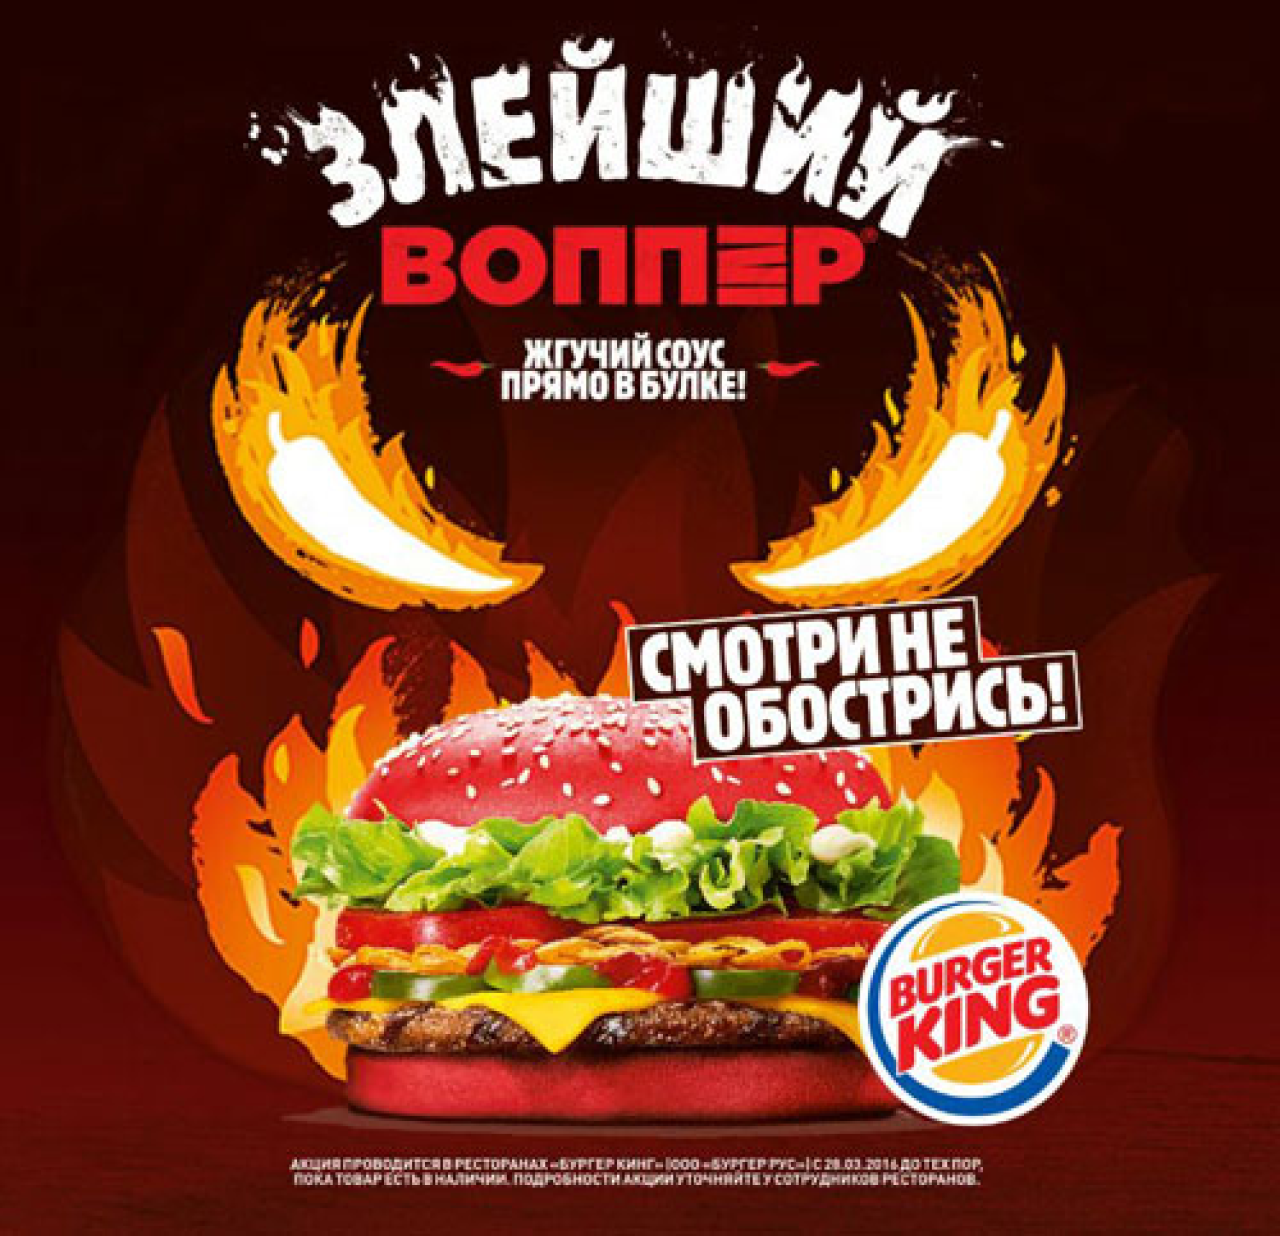 ЗЛЕЙШИЙ
ВОППЕР®
ЖГУЧИЙ СОУС
ПРЯМО В БУЛКЕ!
СМОТРИ НЕ
ОБОСТРИСЬ!
BURGER
KING®
АКЦИЯ ПРОВОДИТСЯ В РЕСТОРАНАХ «БУРГЕР КИНГ» (ООО «БУРГЕР РУС») С 28.03.2016 ДО ТЕХ ПОР,
ПОКА ТОВАР ЕСТЬ В НАЛИЧИИ. ПОДРОБНОСТИ АКЦИИ УТОЧНЯЙТЕ У СОТРУДНИКОВ РЕСТОРАНОВ.